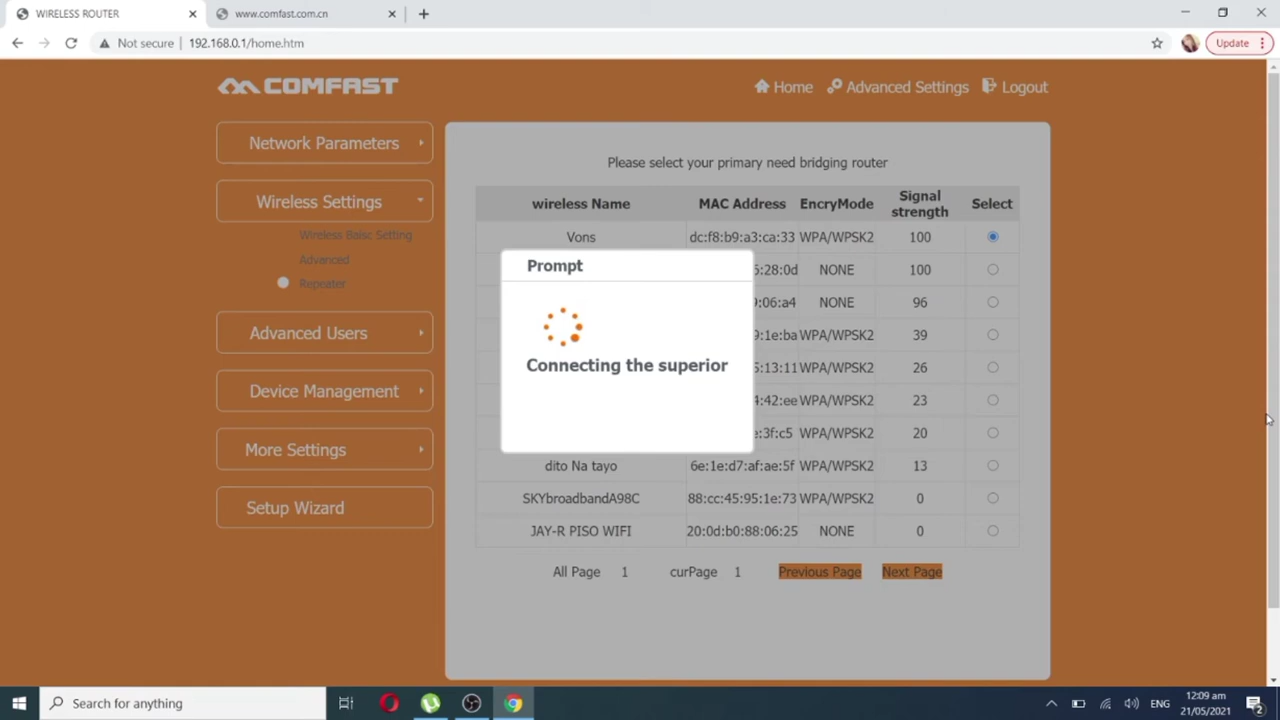 WIRELESS ROUTER
www.comfast.com.cn
Not secure
192.168.0.1/home.htm
Update
COMFAST
Home
Advanced Settings
Logout
Network Parameters
Wireless Settings
Wireless Baisc Setting
Advanced
Repeater
Advanced Users
Device Management
More Settings
Setup Wizard
Please select your primary need bridging router
wireless Name MAC Address EncryMode Signal strength Select
Vons dc:f8:b9:a3:ca:33 WPA/WPSK2 100
6:28:0d NONE 100
:06:a4 NONE 96
:1e:ba WPA/WPSK2 39
:13:11 WPA/WPSK2 26
:42:ee WPA/WPSK2 23
:3f:c5 WPA/WPSK2 20
dito Na tayo 6e:1e:d7:af:ae:5f WPA/WPSK2 13
SKYbroadbandA98C 88:cc:45:95:1e:73 WPA/WPSK2 0
JAY-R PISO WIFI 20:0d:b0:88:06:25 NONE 0
All Page 1 curPage 1 Previous Page Next Page
Prompt
Connecting the superior
Search for anything
ENG
12:09 am
21/05/2021
2